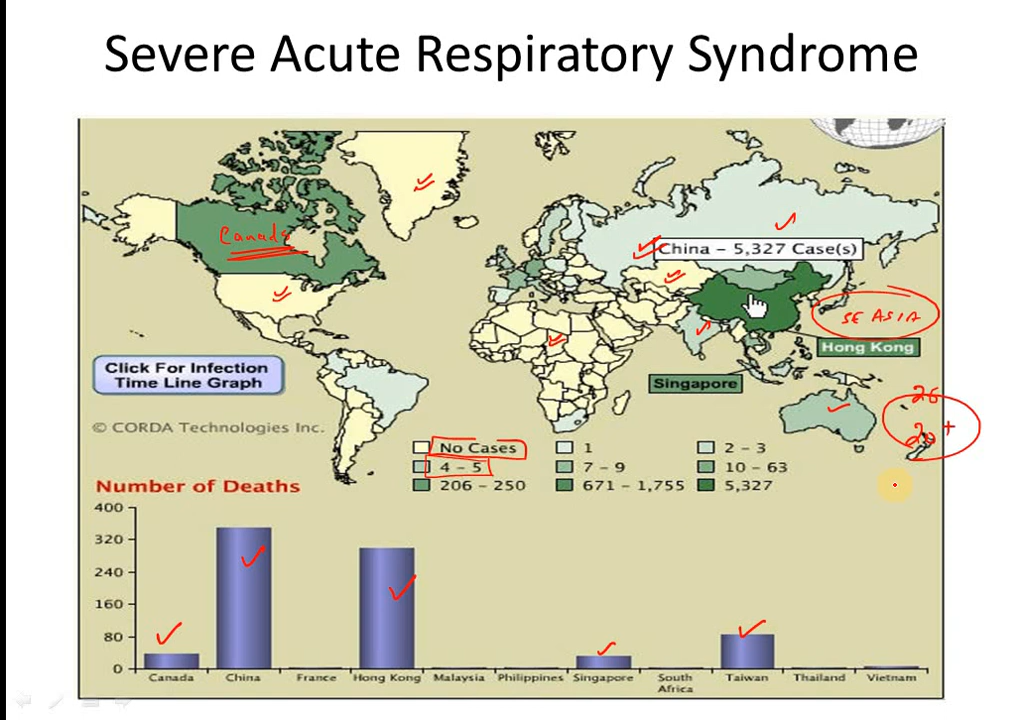 Severe Acute Respiratory Syndrome
Canada
China - 5,327 Case(s)
SE ASIA
Hong Kong
Click For Infection
Time Line Graph
Singapore
26
20 +
© CORDA Technologies Inc.
No Cases
1
2 - 3
4 - 5
7 - 9
10 - 63
206 - 250
671 - 1,755
5,327
Number of Deaths
400
320
240
160
80
0
Canada China France Hong Kong Malaysia Philippines Singapore South Africa Taiwan Thailand Vietnam